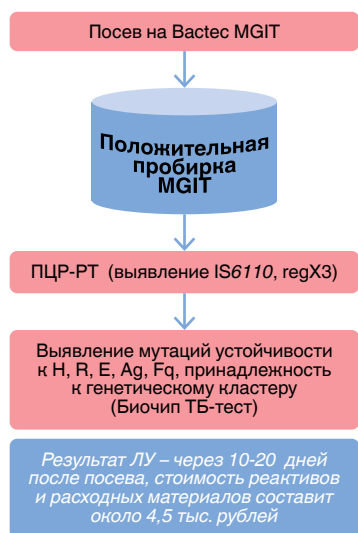 Посев на Bactec MGIT
Положительная
пробирка
MGIT
ПЦР-РТ (выявление IS6110, regX3)
Выявление мутаций устойчивости
к H, R, E, Ag, Fq, принадлежность
к генетическому кластеру
(Биочип ТБ-тест)
Результат ЛУ – через 10-20 дней
после посева, стоимость реактивов
и расходных материалов составит
около 4,5 тыс. рублей